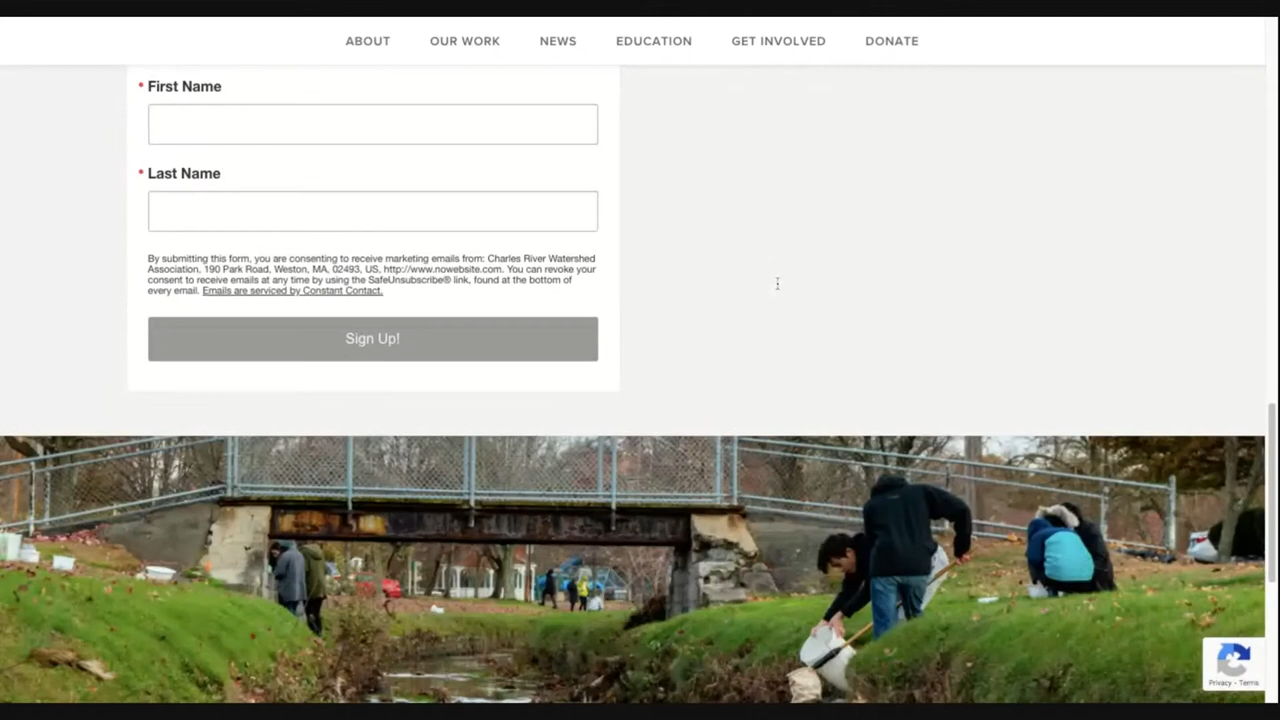 ABOUT OUR WORK NEWS EDUCATION GET INVOLVED DONATE
* First Name
* Last Name
By submitting this form, you are consenting to receive marketing emails from: Charles River Watershed
Association, 190 Park Road, Weston, MA, 02493, US, http://www.nowebsite.com. You can revoke your
consent to receive emails at any time by using the SafeUnsubscribe® link, found at the bottom of
every email. Emails are serviced by Constant Contact.
Sign Up!
Privacy - Terms